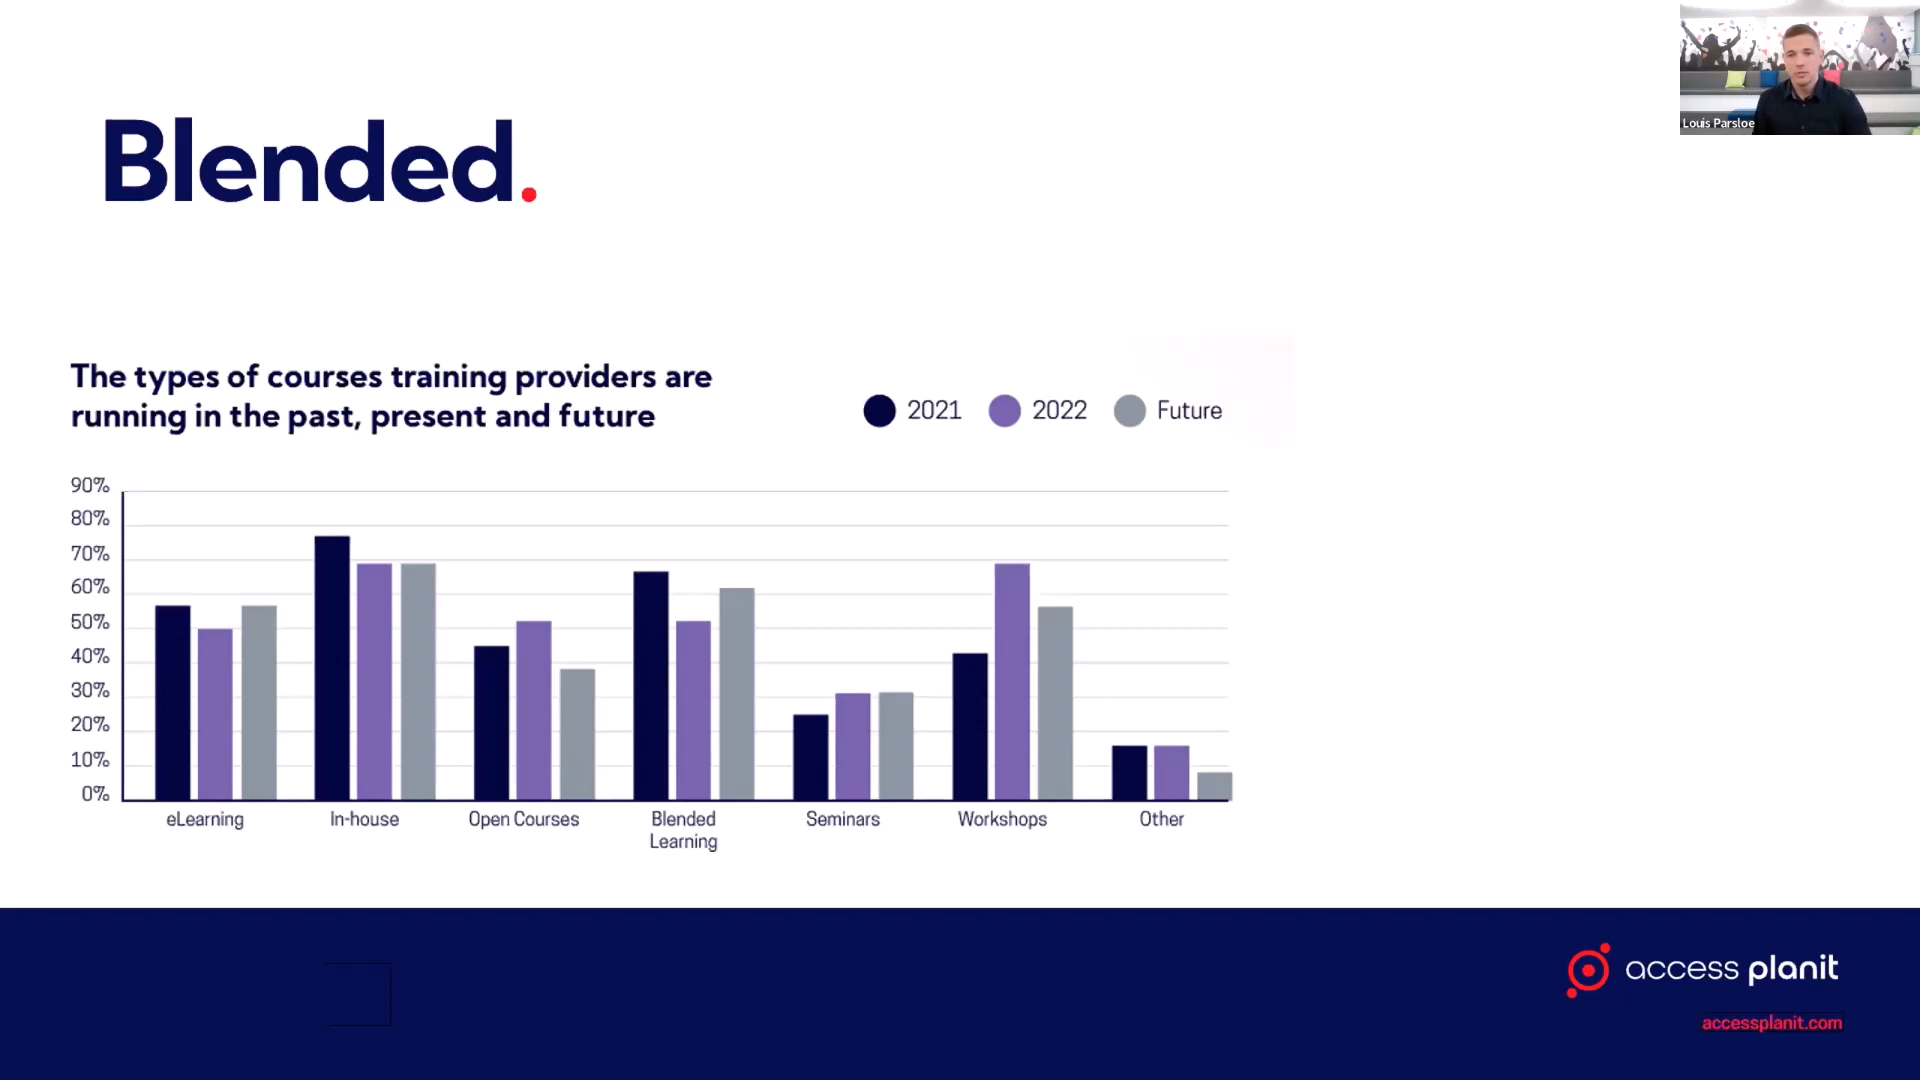 Louis Parsloe
Blended.
The types of courses training providers are
running in the past, present and future
2021
2022
Future
90%
80%
70%
60%
50%
40%
30%
20%
10%
0%
eLearning
In-house
Open Courses
Blended
Learning
Seminars
Workshops
Other
access planit
accessplanit.com